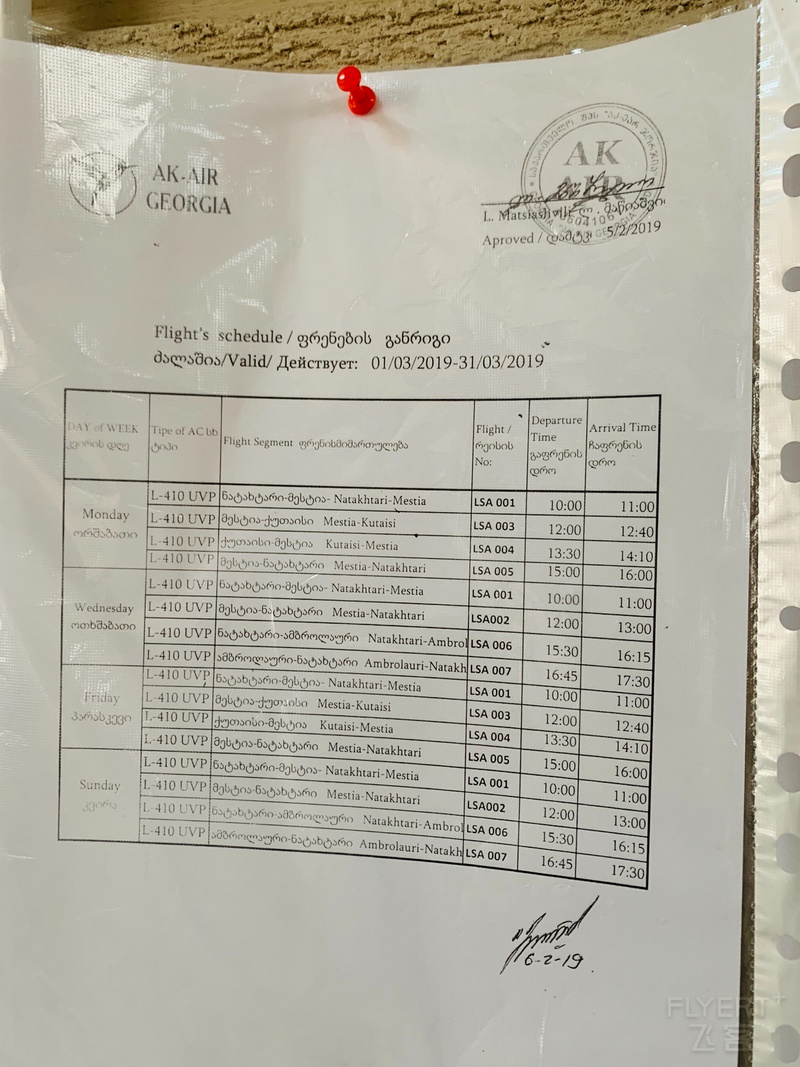 AK-AIR
GEORGIA
AK
AIR
L. Matsiashvili ლ. მაწიაშვი
Aproved / დამტკ 5/2/2019
Flight's schedule / ფრენების განრიგი
ძალაშია/Valid/ Действует: 01/03/2019-31/03/2019
DAY of WEEK კვირის დღე | Tipe of AC სხ ტიპი | Flight Segment ფრენისმიმართულება | Flight / რეისის No: | Departure Time გაფრენის დრო | Arrival Time ჩაფრენის დრო
Monday ორშაბათი
L-410 UVP ნატახტარი-მესტია- Natakhtari-Mestia LSA 001 10:00 11:00
L-410 UVP მესტია-ქუთაისი Mestia-Kutaisi LSA 003 12:00 12:40
L-410 UVP ქუთაისი-მესტია Kutaisi-Mestia LSA 004 13:30 14:10
L-410 UVP მესტია-ნატახტარი Mestia-Natakhtari LSA 005 15:00 16:00
Wednesday ოთხშაბათი
L-410 UVP ნატახტარი-მესტია- Natakhtari-Mestia LSA 001 10:00 11:00
L-410 UVP მესტია-ნატახტარი Mestia-Natakhtari LSA002 12:00 13:00
L-410 UVP ნატახტარი-ამბროლაური Natakhtari-Ambrol LSA 006 15:30 16:15
L-410 UVP ამბროლაური-ნატახტარი Ambrolauri-Natakh LSA 007 16:45 17:30
Friday პარასკევი
L-410 UVP ნატახტარი-მესტია- Natakhtari-Mestia LSA 001 10:00 11:00
L-410 UVP მესტია-ქუთაისი Mestia-Kutaisi LSA 003 12:00 12:40
L-410 UVP ქუთაისი-მესტია Kutaisi-Mestia LSA 004 13:30 14:10
L-410 UVP მესტია-ნატახტარი Mestia-Natakhtari LSA 005 15:00 16:00
Sunday კვირა
L-410 UVP ნატახტარი-მესტია- Natakhtari-Mestia LSA 001 10:00 11:00
L-410 UVP მესტია-ნატახტარი Mestia-Natakhtari LSA002 12:00 13:00
L-410 UVP ნატახტარი-ამბროლაური Natakhtari-Ambrol LSA 006 15:30 16:15
L-410 UVP ამბროლაური-ნატახტარი Ambrolauri-Natakh LSA 007 16:45 17:30
6-2-19
FLYERT
飞客